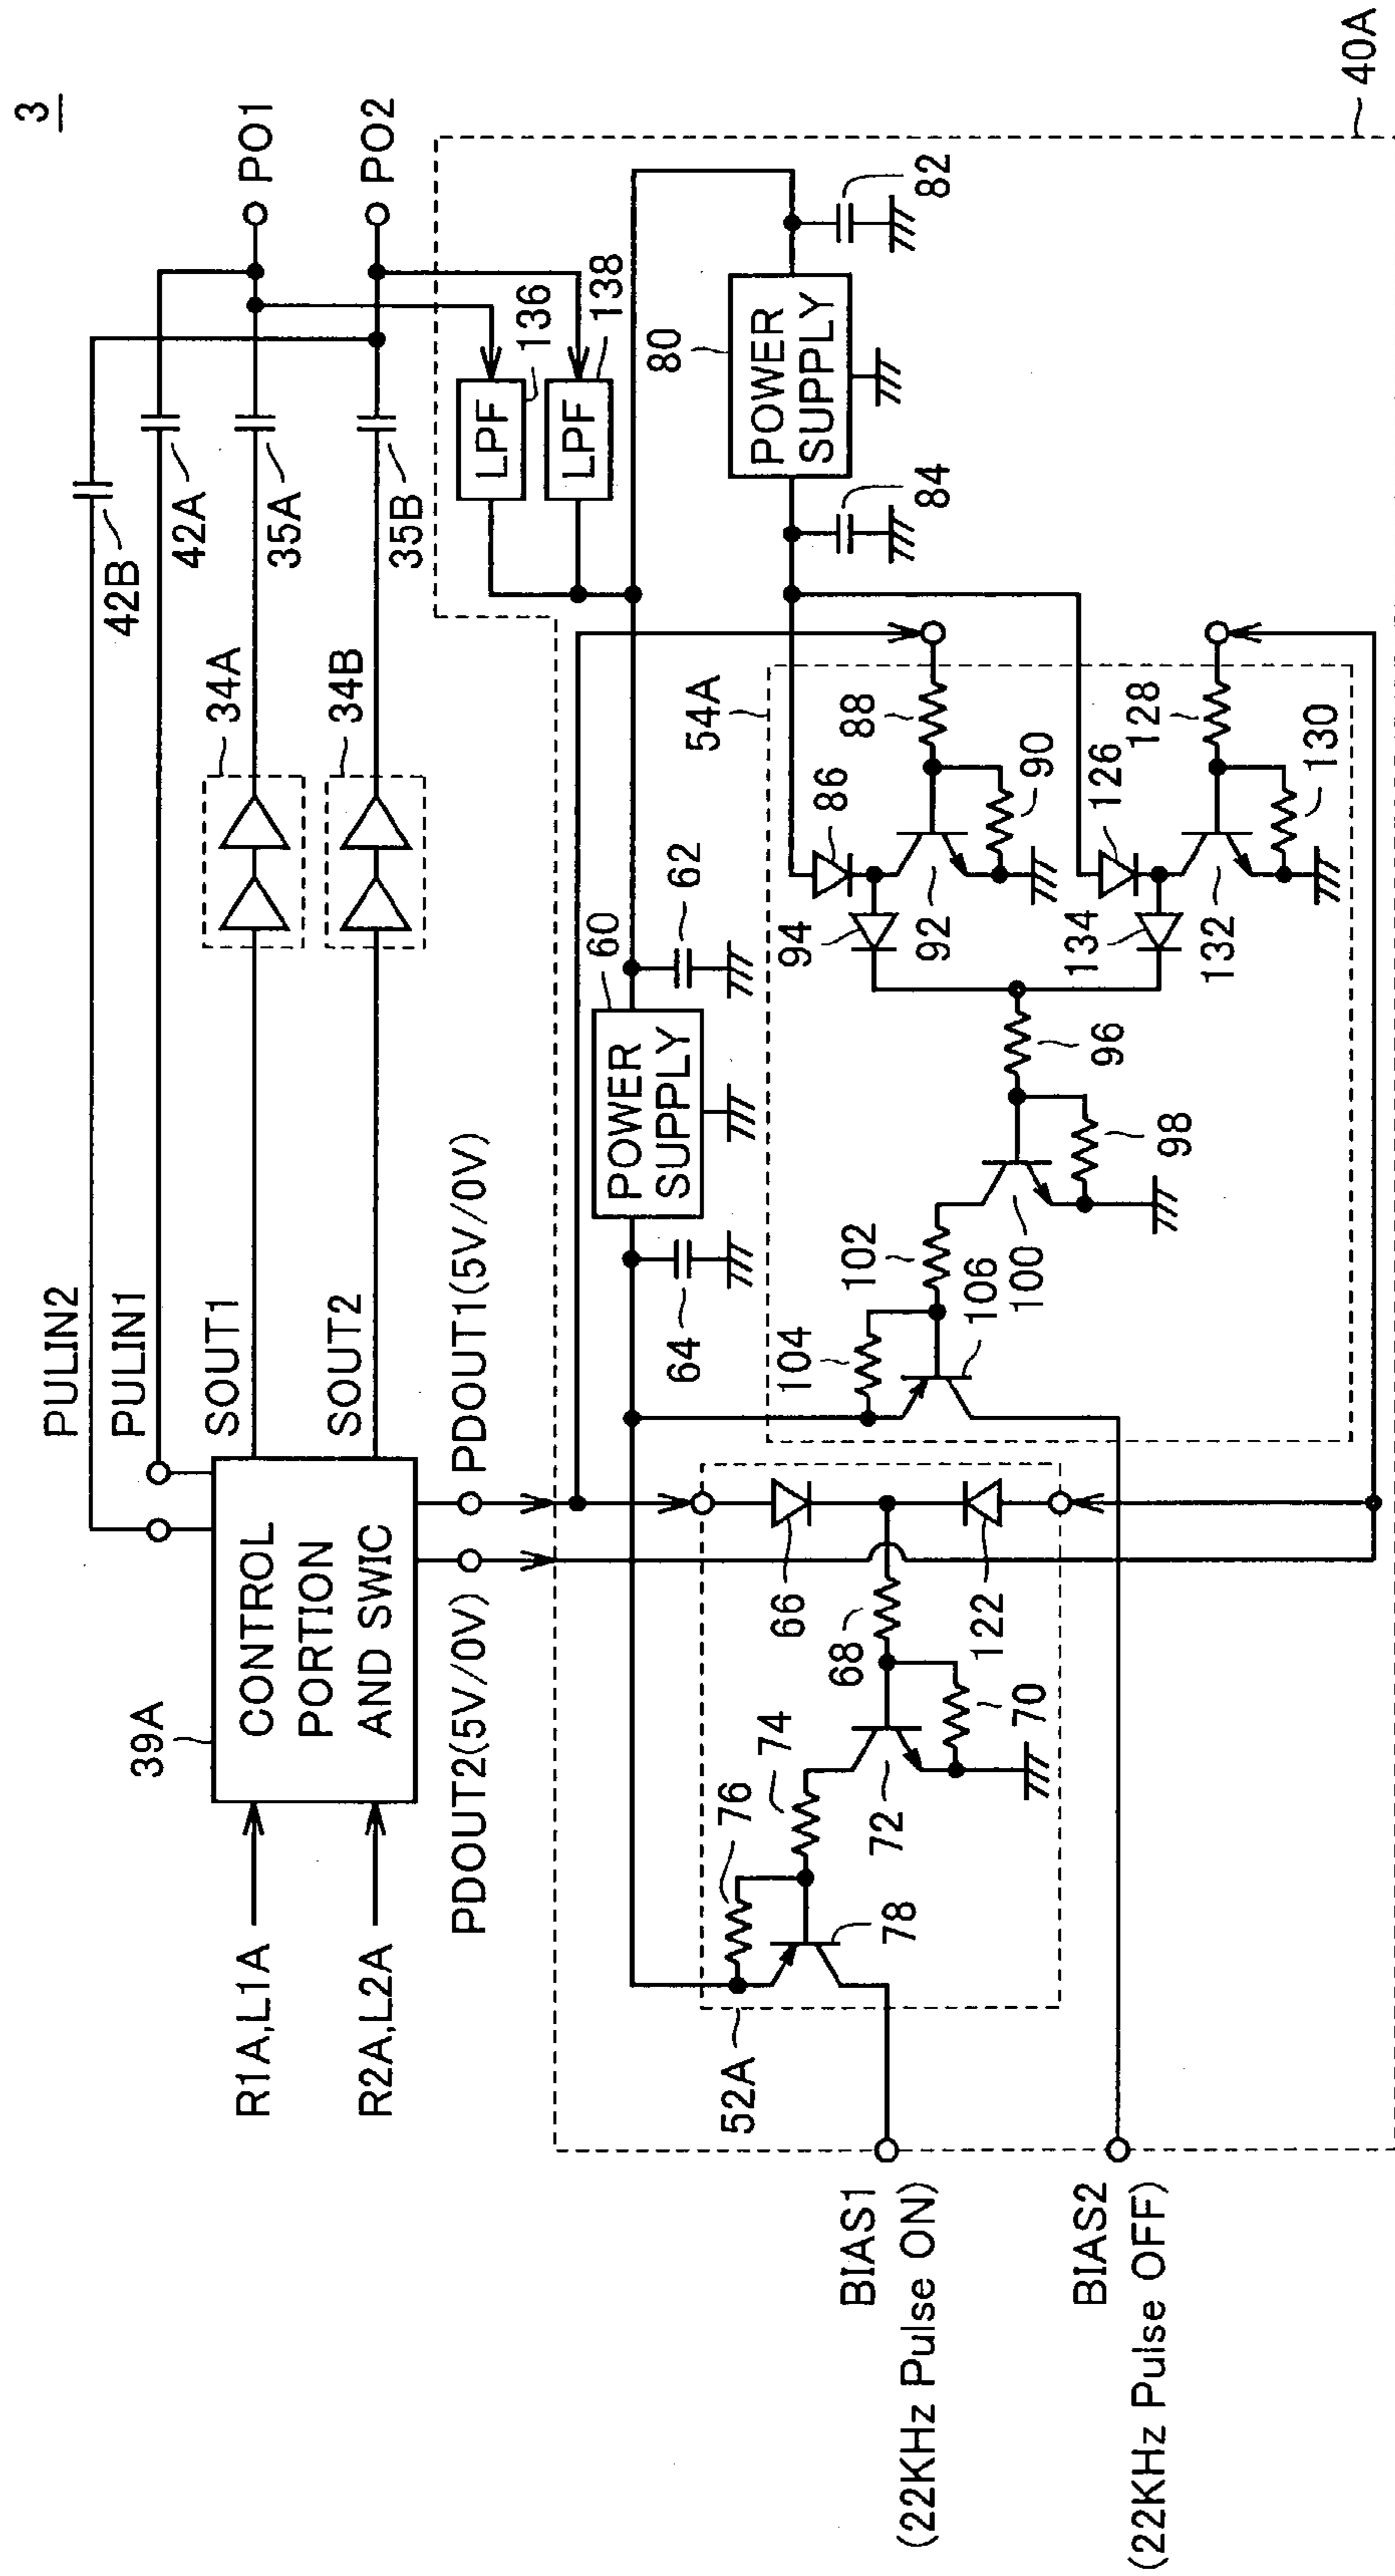 3
PULIN2
PULIN1
SOUT1
SOUT2
42B
42A
35A
35B
34A
34B
PO1
PO2
39A
CONTROL
PORTION
AND SWIC
R1A,L1A
R2A,L2A
PDOUT1(5V/0V)
PDOUT2(5V/0V)
LPF
136
LPF
138
40A
60
POWER
SUPPLY
62
64
80
POWER
SUPPLY
82
84
54A
86
88
90
92
94
96
98
100
102
104
106
126
128
130
132
134
52A
66
68
70
72
74
76
78
122
BIAS1
(22KHz Pulse ON)
BIAS2
(22KHz Pulse OFF)